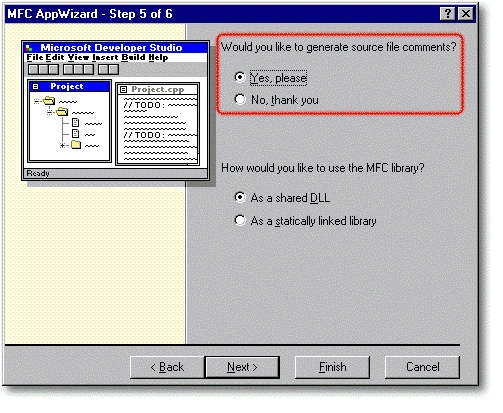 MFC AppWizard - Step 5 of 6
Microsoft Developer Studio
File Edit View Insert Build Help
Project
Project.cpp
// TODO:
// TODO:
Ready
Would you like to generate source file comments?
Yes, please
No, thank you
How would you like to use the MFC library?
As a shared DLL
As a statically linked library
< Back
Next >
Finish
Cancel